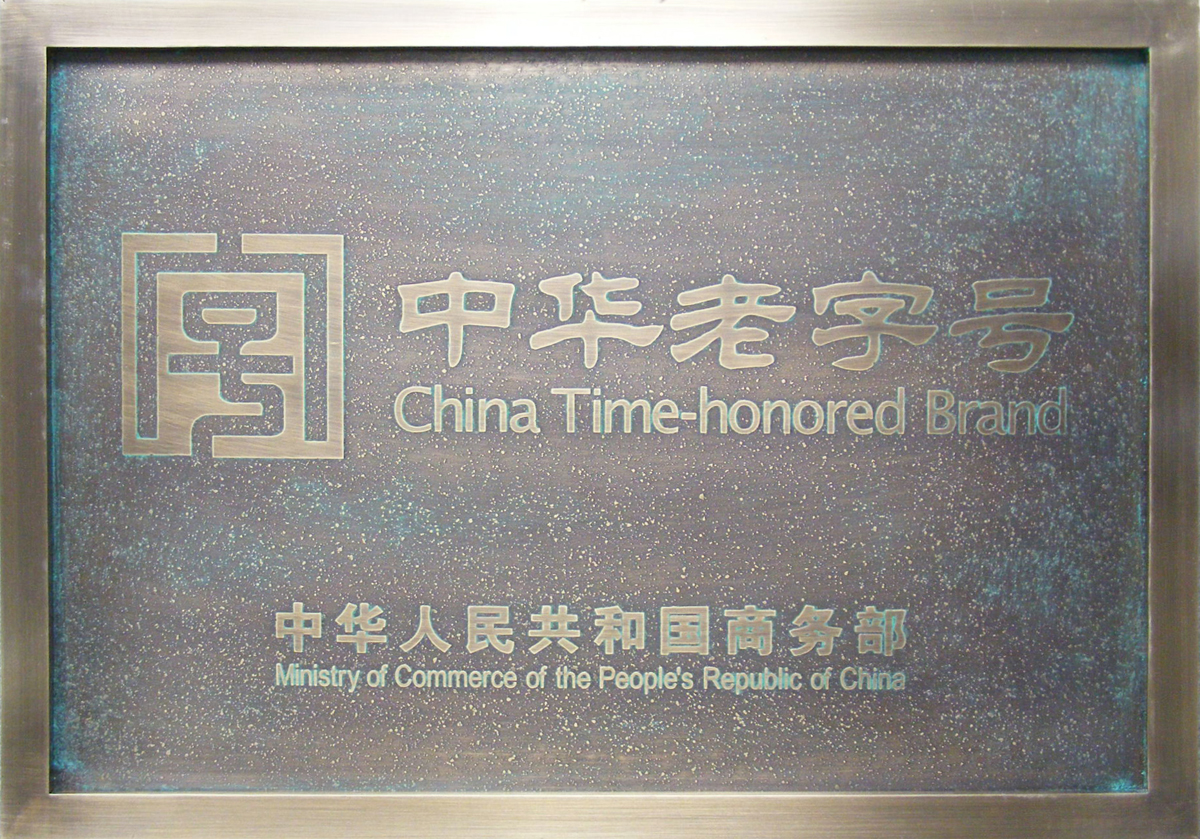 中华老字号
China Time-honored Brand
中华人民共和国商务部
Ministry of Commerce of the People's Republic of China